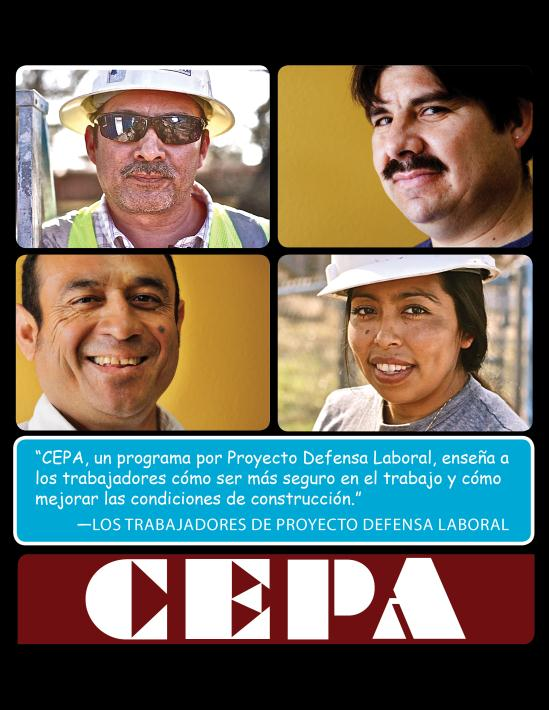 “CEPA, un programa por Proyecto Defensa Laboral, enseña a
los trabajadores cómo ser más seguro en el trabajo y cómo
mejorar las condiciones de construcción.”
—LOS TRABAJADORES DE PROYECTO DEFENSA LABORAL
CEPA